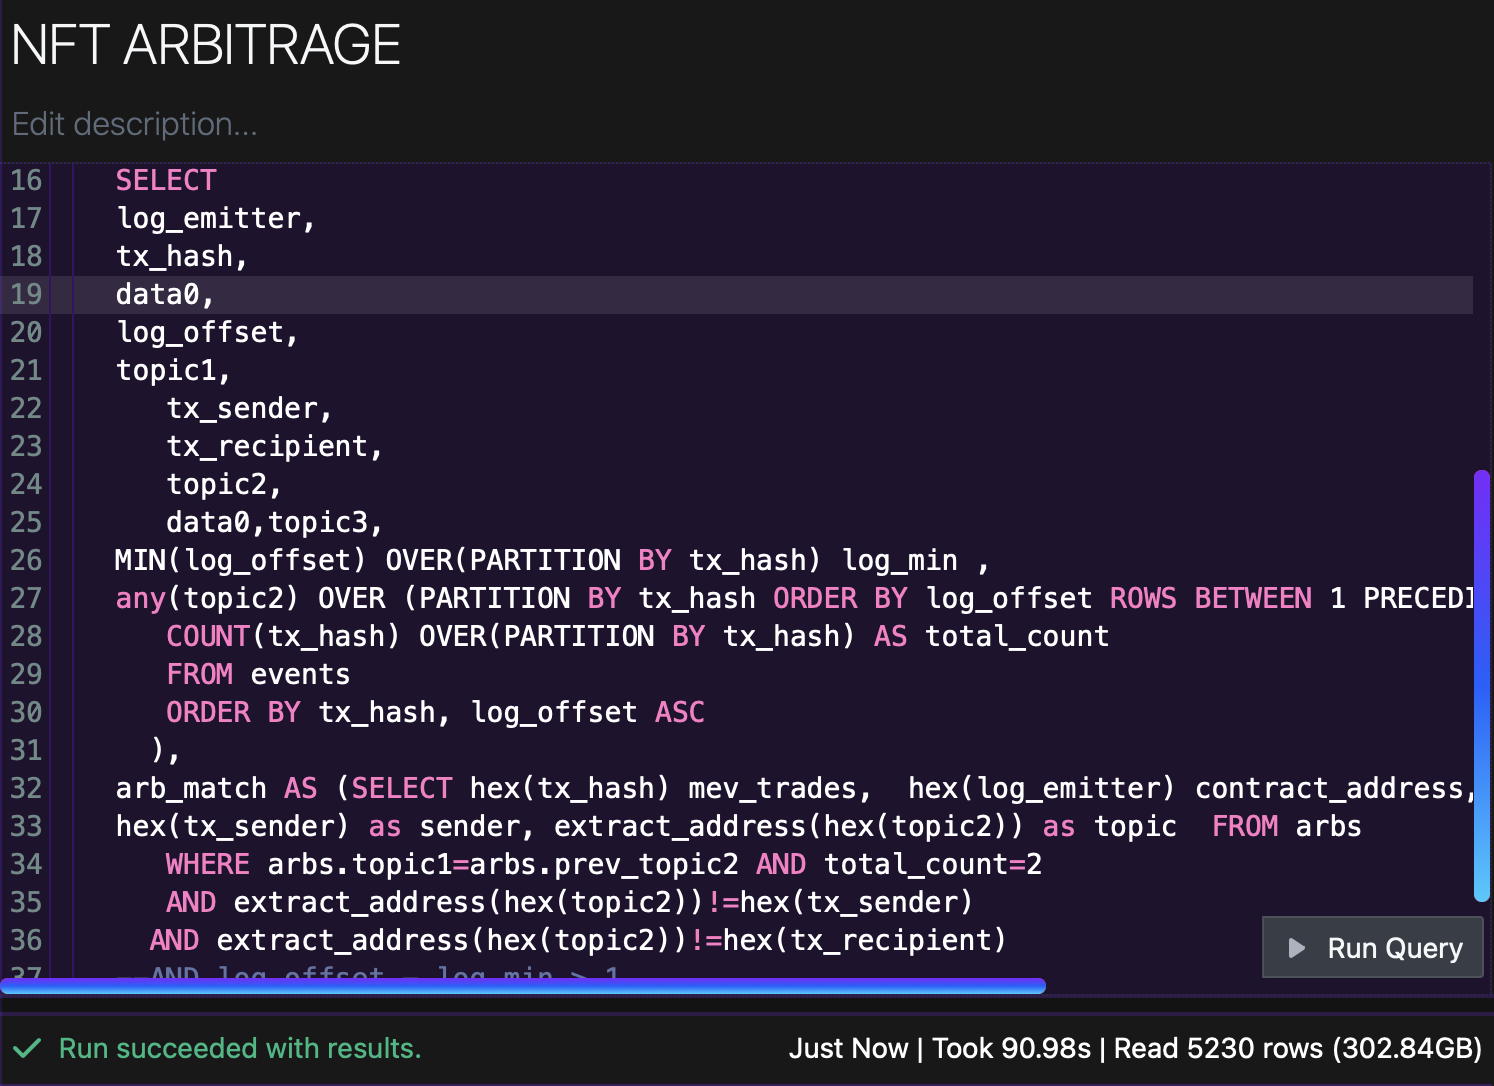 NFT ARBITRAGE
Edit description...
16 SELECT
17 log_emitter,
18 tx_hash,
19 data0,
20 log_offset,
21 topic1,
22 tx_sender,
23 tx_recipient,
24 topic2,
25 data0,topic3,
26 MIN(log_offset) OVER(PARTITION BY tx_hash) log_min ,
27 any(topic2) OVER (PARTITION BY tx_hash ORDER BY log_offset ROWS BETWEEN 1 PRECEDI
28 COUNT(tx_hash) OVER(PARTITION BY tx_hash) AS total_count
29 FROM events
30 ORDER BY tx_hash, log_offset ASC
31 ),
32 arb_match AS (SELECT hex(tx_hash) mev_trades,  hex(log_emitter) contract_address,
33 hex(tx_sender) as sender, extract_address(hex(topic2)) as topic  FROM arbs
34 WHERE arbs.topic1=arbs.prev_topic2 AND total_count=2
35 AND extract_address(hex(topic2))!=hex(tx_sender)
36 AND extract_address(hex(topic2))!=hex(tx_recipient)
37 --AND log_offset - log_min > 1
Run Query
Run succeeded with results.
Just Now | Took 90.98s | Read 5230 rows (302.84GB)